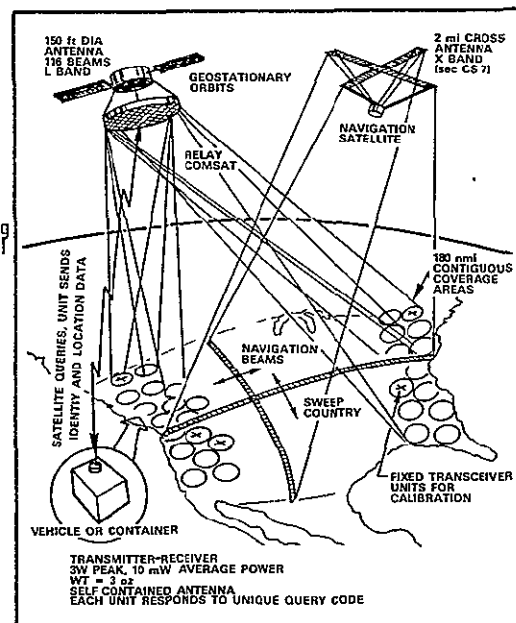 150 ft DIA
ANTENNA
116 BEAMS
L BAND
GEOSTATIONARY
ORBITS
2 mi CROSS
ANTENNA
X BAND
(sec CS 7)
NAVIGATION
SATELLITE
RELAY
COMSAT
180 nmi
CONTIGUOUS
COVERAGE
AREAS
SATELLITE QUERIES, UNIT SENDS
IDENTIY AND LOCATION DATA
NAVIGATION
BEAMS
SWEEP
COUNTRY
FIXED TRANSCEIVER
UNITS FOR
CALIBRATION
VEHICLE OR CONTAINER
TRANSMITTER-RECEIVER
3W PEAK, 10 mW AVERAGE POWER
WT = 3 oz
SELF CONTAINED ANTENNA
EACH UNIT RESPONDS TO UNIQUE QUERY CODE